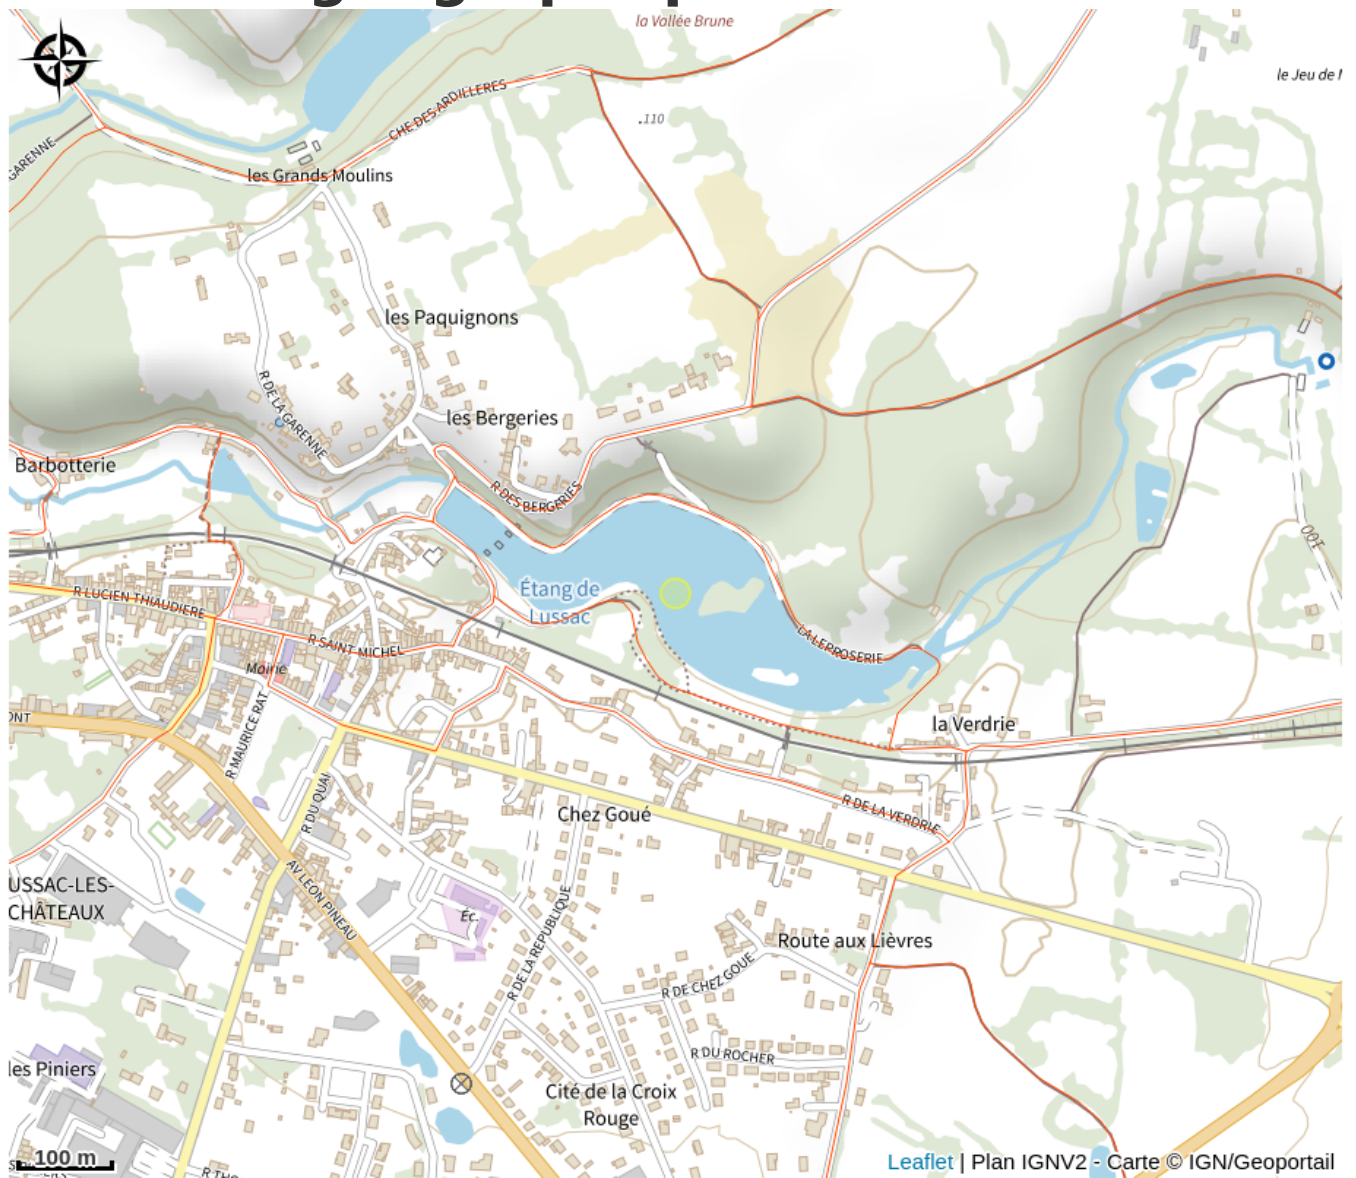 la Vallée Brune
le Jeu de
CHE DES ARDILLERES
.110
GARENNE
les Grands Moulins
les Paquignons
R DE LA GARENNE
les Bergeries
Barbotterie
R DES BERGERIES
100
Étang de
Lussac
R LUCIEN THIAUDIERE
R SAINT MICHEL
LA LEPROSERIE
Mairie
ONT
R MAURICE RAT
la Verdrie
R DU QUAI
Chez Goué
R DE LA VERDRIE
USSAC-LES-
CHÂTEAUX
AV LEON PINEAU
Éc.
R DE LA REPUBLIQUE
Route aux Lièvres
R DE CHEZ GOUE
R DU ROCHER
les Piniers
Cité de la Croix
Rouge
100 m
R THO
Leaflet | Plan IGNV2 - Carte © IGN/Geoportail